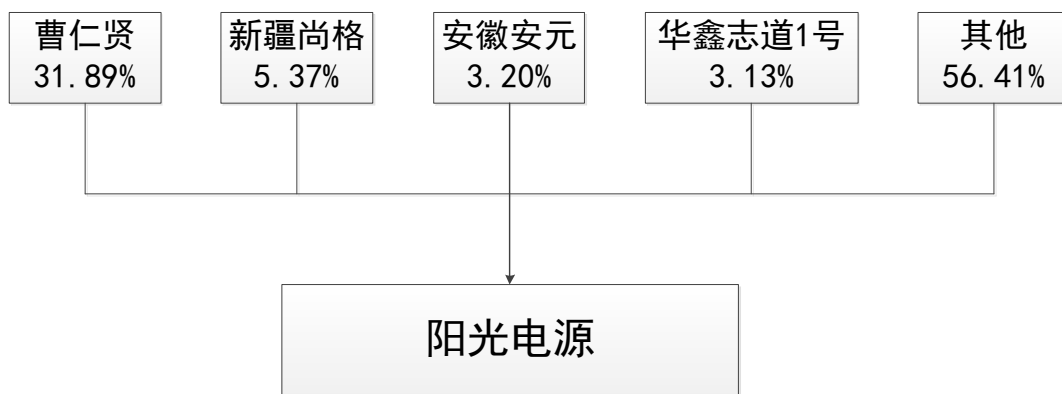 曹仁贤
31.89%
新疆尚格
5.37%
安徽安元
3.20%
华鑫志道1号
3.13%
其他
56.41%
阳光电源